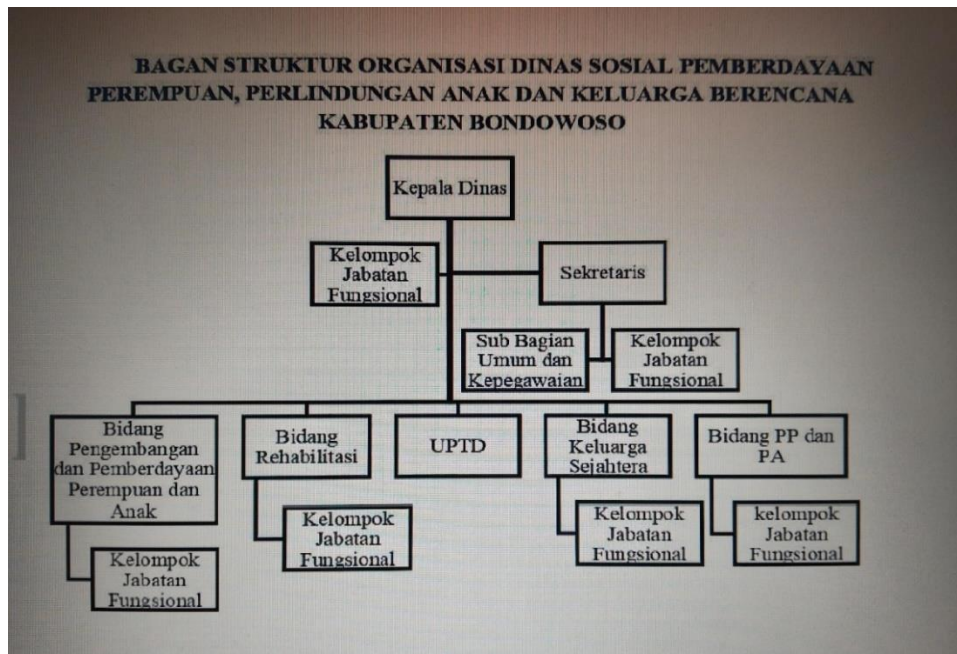 BAGAN STRUKTUR ORGANISASI DINAS SOSIAL PEMBERDAYAAN
PEREMPUAN, PERLINDUNGAN ANAK DAN KELUARGA BERENCANA
KABUPATEN BONDOWOSO
Kepala Dinas
Kelompok
Jabatan
Fungsional
Sekretaris
Sub Bagian
Umum dan
Kepegawaian
Kelompok
Jabatan
Fungsional
Bidang
Pengembangan
dan Pemberdayaan
Perempuan dan
Anak
Kelompok
Jabatan
Fungsional
Bidang
Rehabilitasi
Kelompok
Jabatan
Fungsional
UPTD
Bidang
Keluarga
Sejahtera
Kelompok
Jabatan
Fungsional
Bidang PP dan
PA
kelompok
Jabatan
Fungsional